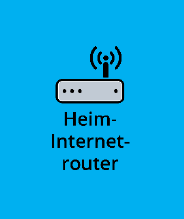 Heim-
Internet-
router